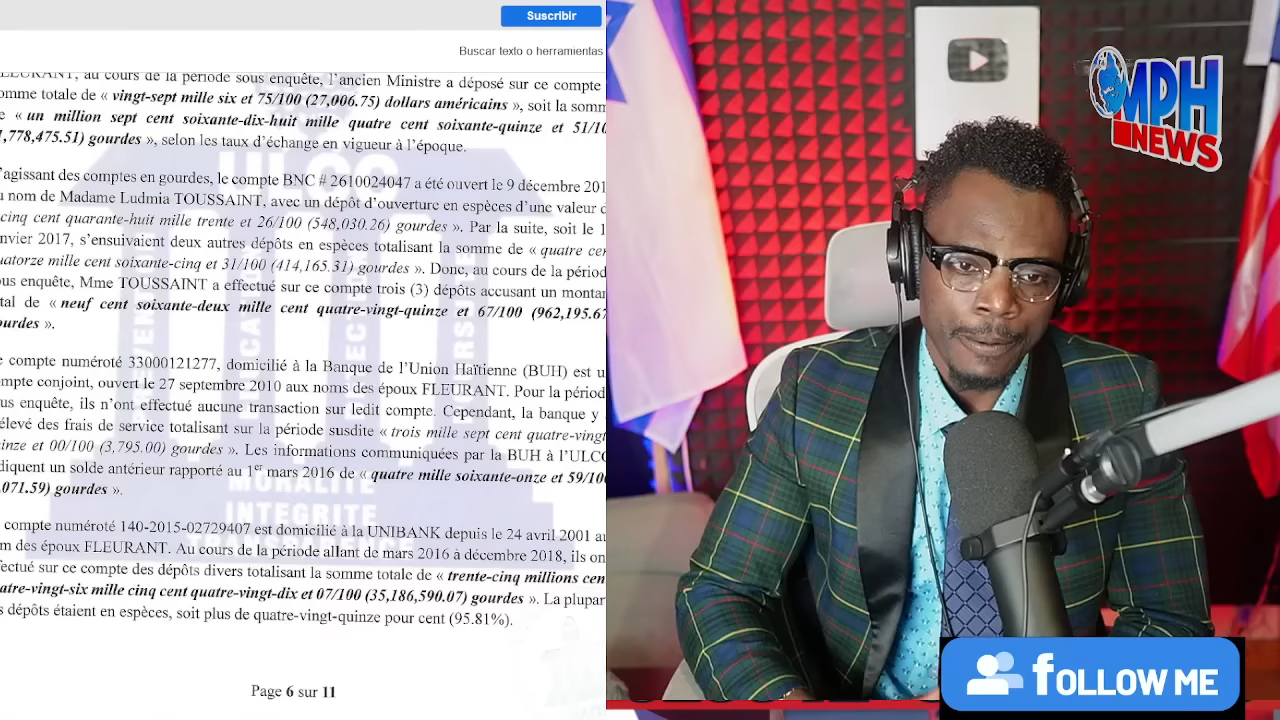 Suscribir
Buscar texto o herramientas
FLEURANT, au cours de la période sous enquête, l'ancien Ministre a déposé sur ce compte
omme totale de « vingt-sept mille six et 75/100 (27,006.75) dollars américains », soit la somm
e « un million sept cent soixante-dix-huit mille quatre cent soixante-quinze et 51/10
1,778,475.51) gourdes », selon les taux d'échange en vigueur à l'époque.
'agissant des comptes en gourdes, le compte BNC # 2610024047 a été ouvert le 9 décembre 201
u nom de Madame Ludmia TOUSSAINT, avec un dépôt d'ouverture en espèces d'une valeur d
cinq cent quarante-huit mille trente et 26/100 (548,030.26) gourdes ». Par la suite, soit le 1
nvier 2017, s'ensuivaient deux autres dépôts en espèces totalisant la somme de « quatre cen
uatorze mille cent soixante-cinq et 31/100 (414,165.31) gourdes ». Donc, au cours de la périod
ous enquête, Mme TOUSSAINT a effectué sur ce compte trois (3) dépôts accusant un montan
tal de « neuf cent soixante-deux mille cent quatre-vingt-quinze et 67/100 (962,195.67
ourdes ».
e compte numéroté 33000121277, domicilié à la Banque de l'Union Haïtienne (BUH) est u
ompte conjoint, ouvert le 27 septembre 2010 aux noms des époux FLEURANT. Pour la périod
us enquête, ils n'ont effectué aucune transaction sur ledit compte. Cependant, la banque y
élevé des frais de service totalisant sur la période susdite « trois mille sept cent quatre-vingt
uinze et 00/100 (3,795.00) gourdes ». Les informations communiquées par la BUH à l'ULCC
diquent un solde antérieur rapporté au 1er mars 2016 de « quatre mille soixante-onze et 59/100
,071.59) gourdes ».
compte numéroté 140-2015-02729407 est domicilié à la UNIBANK depuis le 24 avril 2001 au
m des époux FLEURANT. Au cours de la période allant de mars 2016 à décembre 2018, ils on
fectué sur ce compte des dépôts divers totalisant la somme totale de « trente-cinq millions cen
uatre-vingt-six mille cinq cent quatre-vingt-dix et 07/100 (35,186,590.07) gourdes ». La plupar
s dépôts étaient en espèces, soit plus de quatre-vingt-quinze pour cent (95.81%).
MORALITE
INTEGRITE
Page 6 sur 11
MPH
NEWS
fOLLOW ME